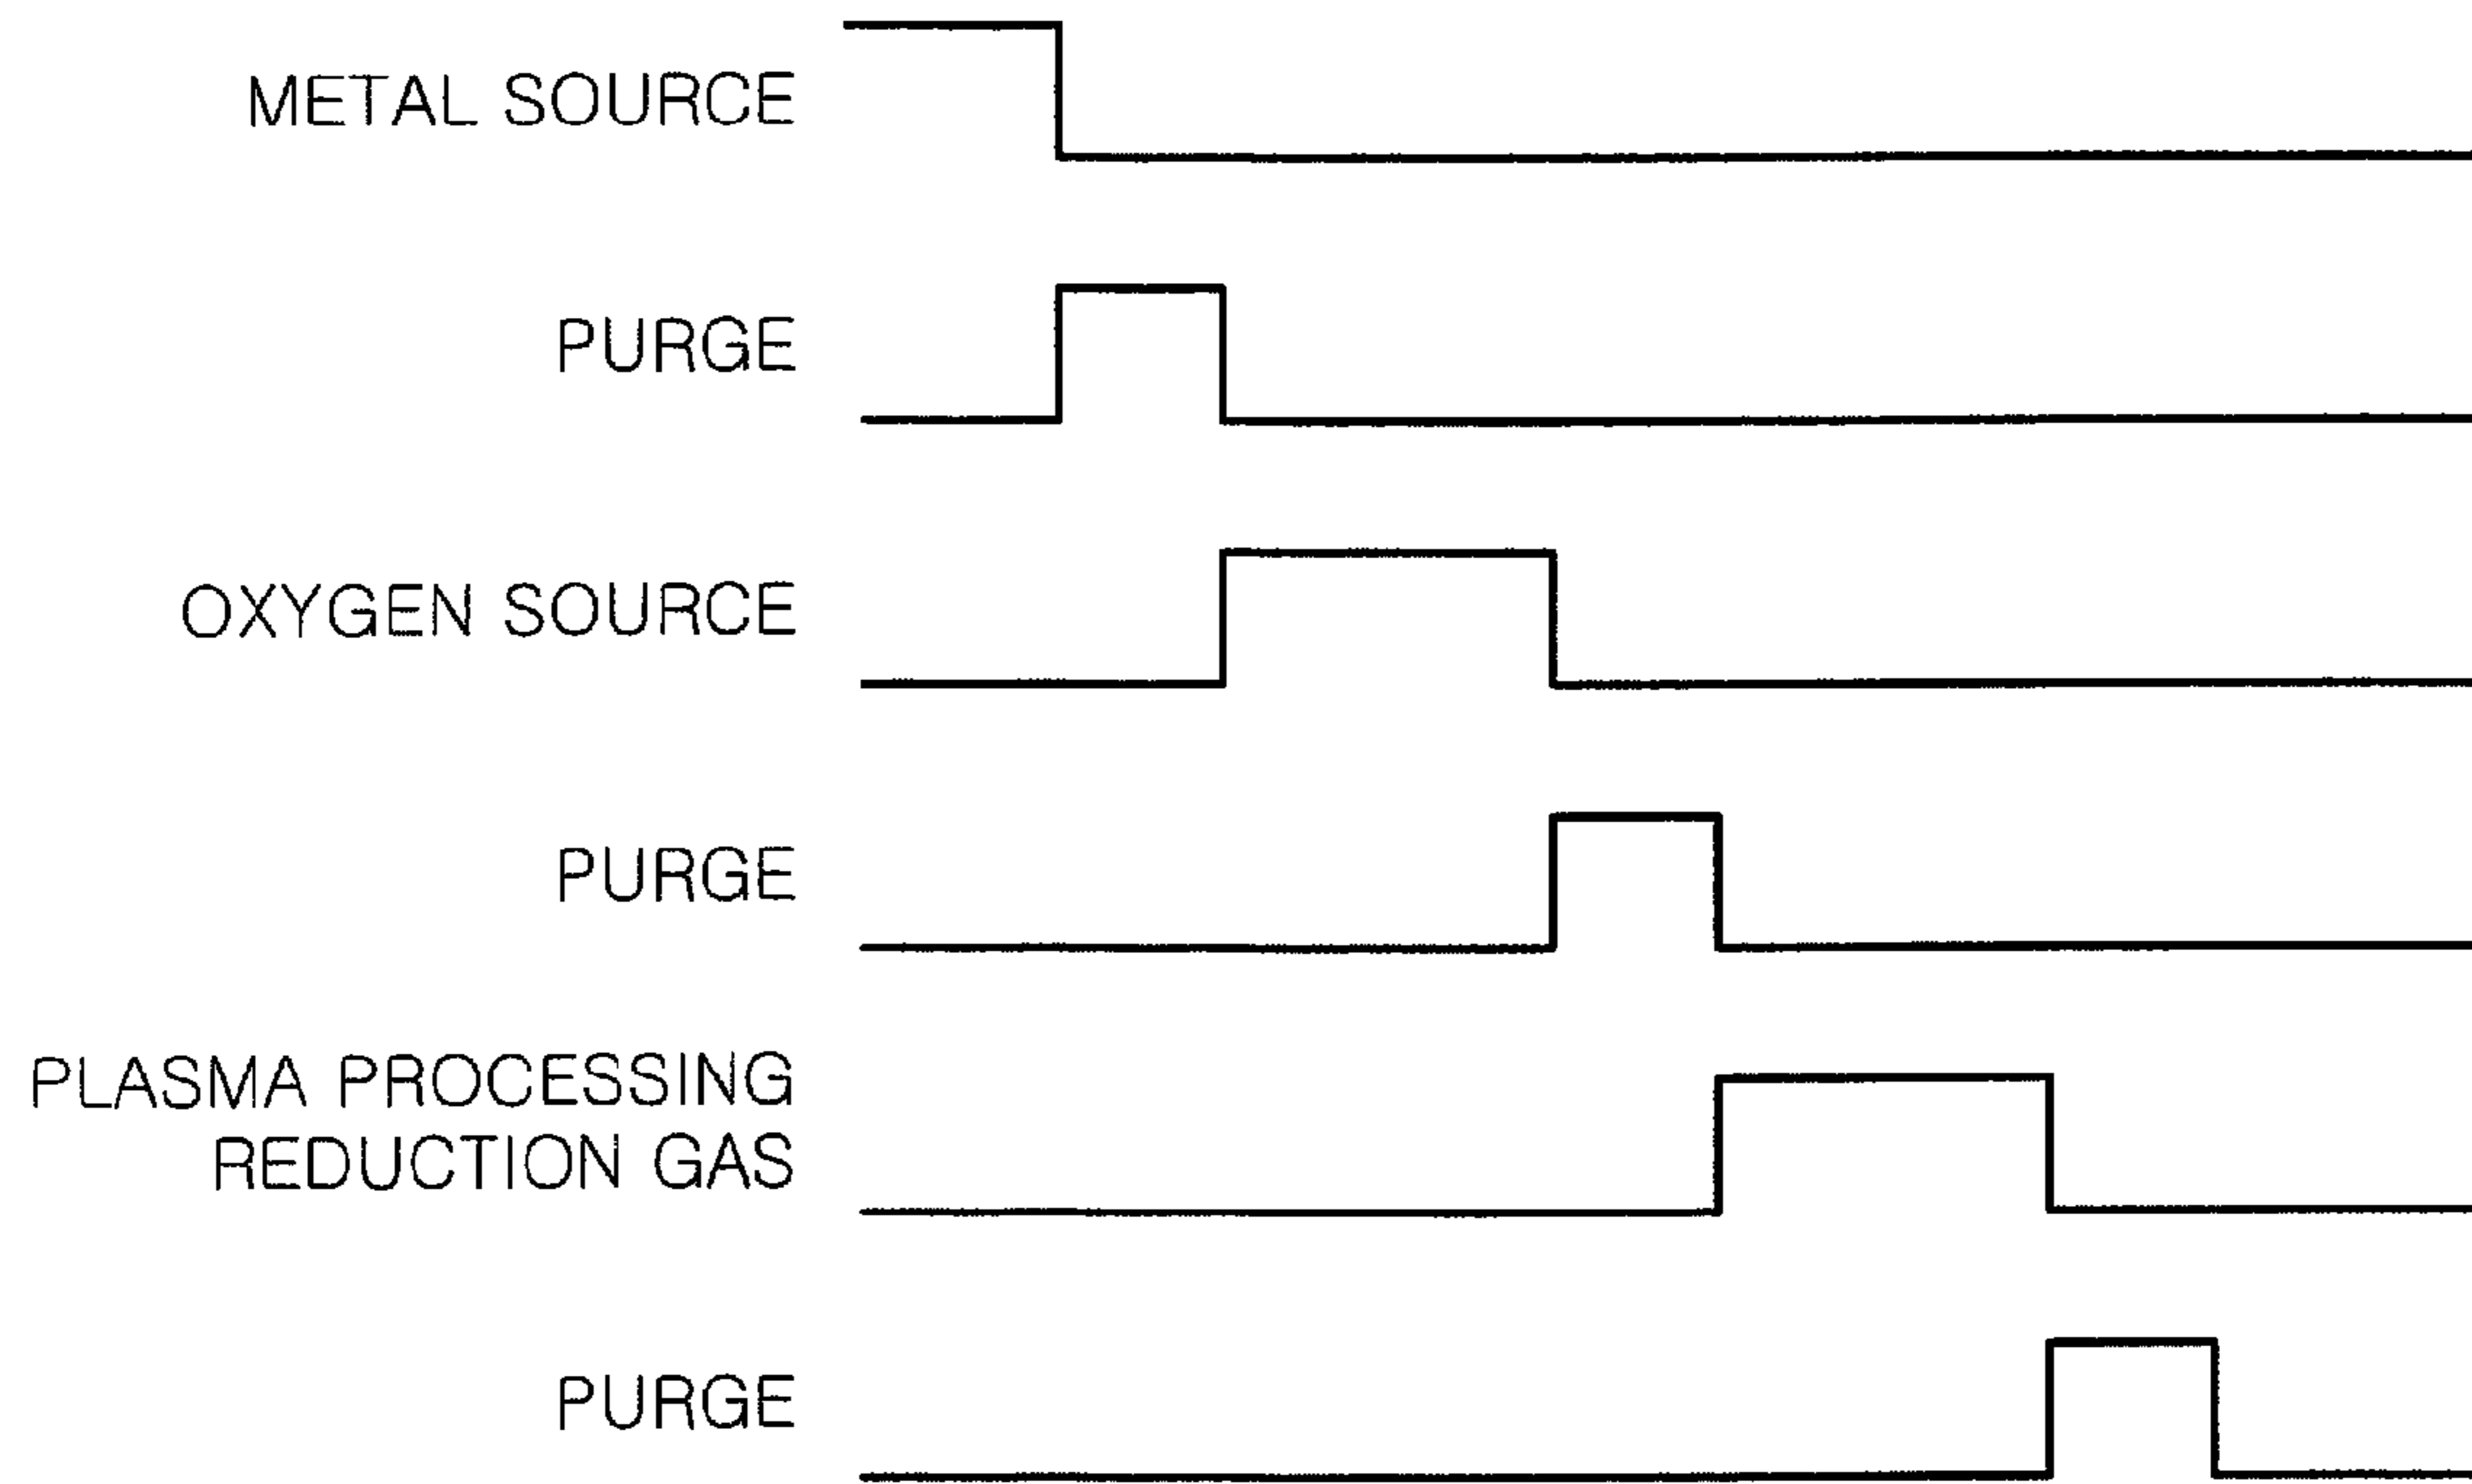 METAL SOURCE
PURGE
OXYGEN SOURCE
PURGE
PLASMA PROCESSING
REDUCTION GAS
PURGE